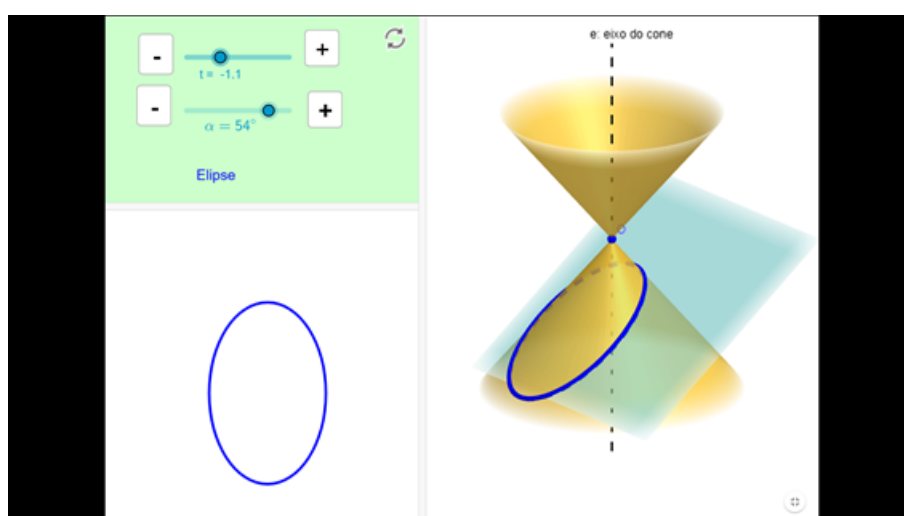 -
+
t = -1.1
-
+
α = 54°
Elipse
e: eixo do cone